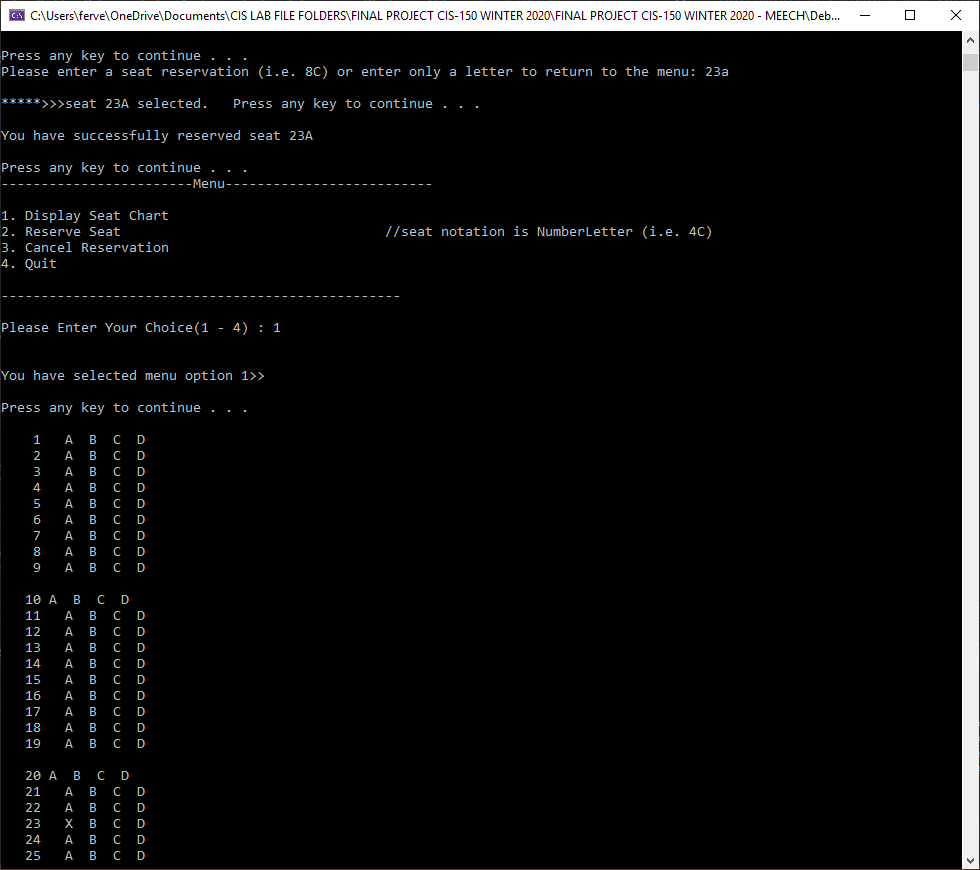 C:\Users\ferve\OneDrive\Documents\CIS LAB FILE FOLDERS\FINAL PROJECT CIS-150 WINTER 2020\FINAL PROJECT CIS-150 WINTER 2020 - MEECH\Deb...
Press any key to continue . . .
Please enter a seat reservation (i.e. 8C) or enter only a letter to return to the menu: 23a
*****>>>seat 23A selected.   Press any key to continue . . .
You have successfully reserved seat 23A
Press any key to continue . . .
------------------------Menu--------------------------
1. Display Seat Chart
2. Reserve Seat                                 //seat notation is NumberLetter (i.e. 4C)
3. Cancel Reservation
4. Quit
--------------------------------------------------
Please Enter Your Choice(1 - 4) : 1
You have selected menu option 1>>
Press any key to continue . . .
    1   A  B  C  D
    2   A  B  C  D
    3   A  B  C  D
    4   A  B  C  D
    5   A  B  C  D
    6   A  B  C  D
    7   A  B  C  D
    8   A  B  C  D
    9   A  B  C  D
   10 A  B  C  D
   11   A  B  C  D
   12   A  B  C  D
   13   A  B  C  D
   14   A  B  C  D
   15   A  B  C  D
   16   A  B  C  D
   17   A  B  C  D
   18   A  B  C  D
   19   A  B  C  D
   20 A  B  C  D
   21   A  B  C  D
   22   A  B  C  D
   23   X  B  C  D
   24   A  B  C  D
   25   A  B  C  D